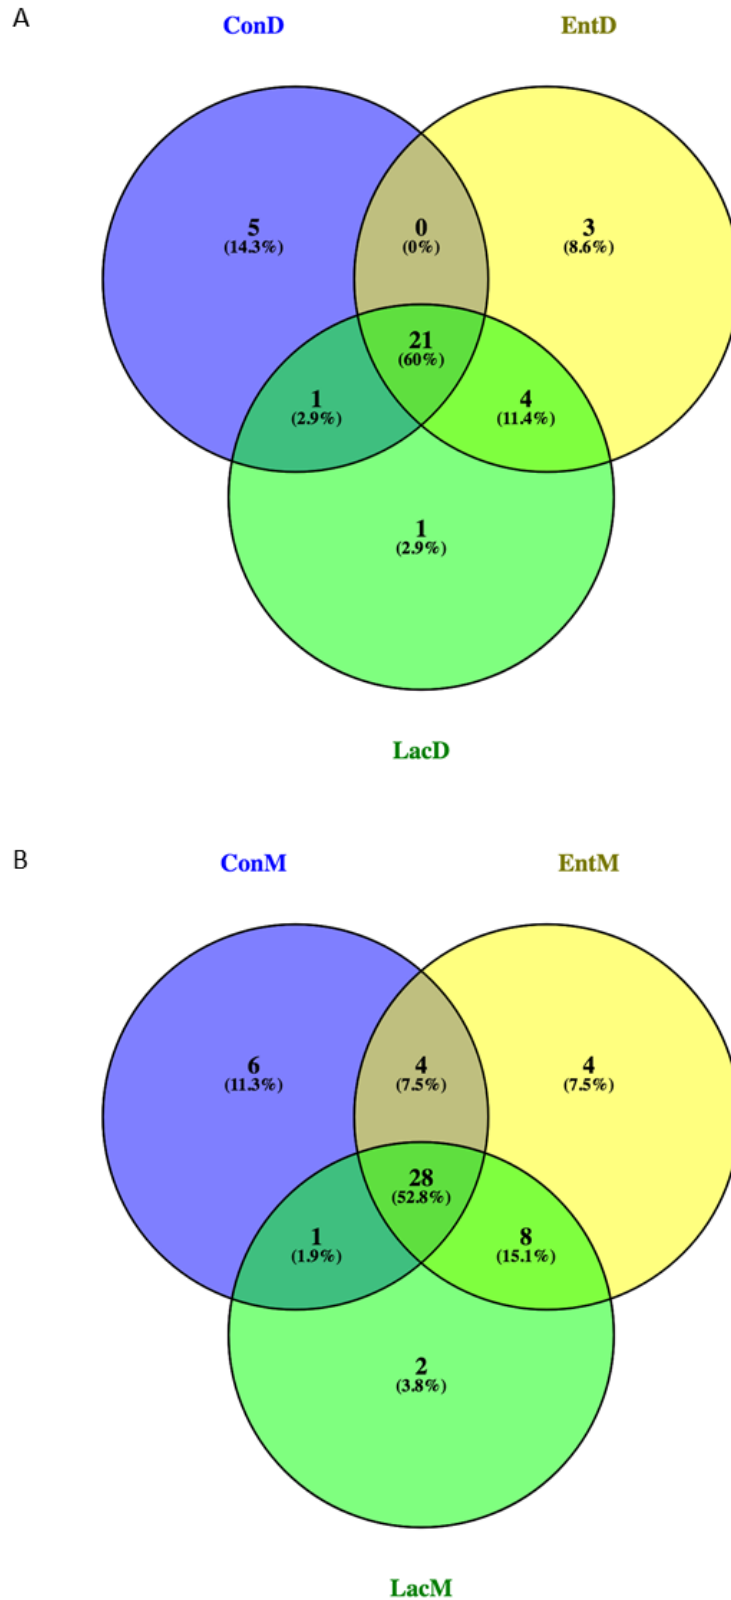 A
ConD EntD
5 0 3
(14.3%) (0%) (8.6%)
21
(60%)
1 4
(2.9%) (11.4%)
1
(2.9%)
LacD
B
ConM EntM
6 4 4
(11.3%) (7.5%) (7.5%)
28
(52.8%)
1 8
(1.9%) (15.1%)
2
(3.8%)
LacM